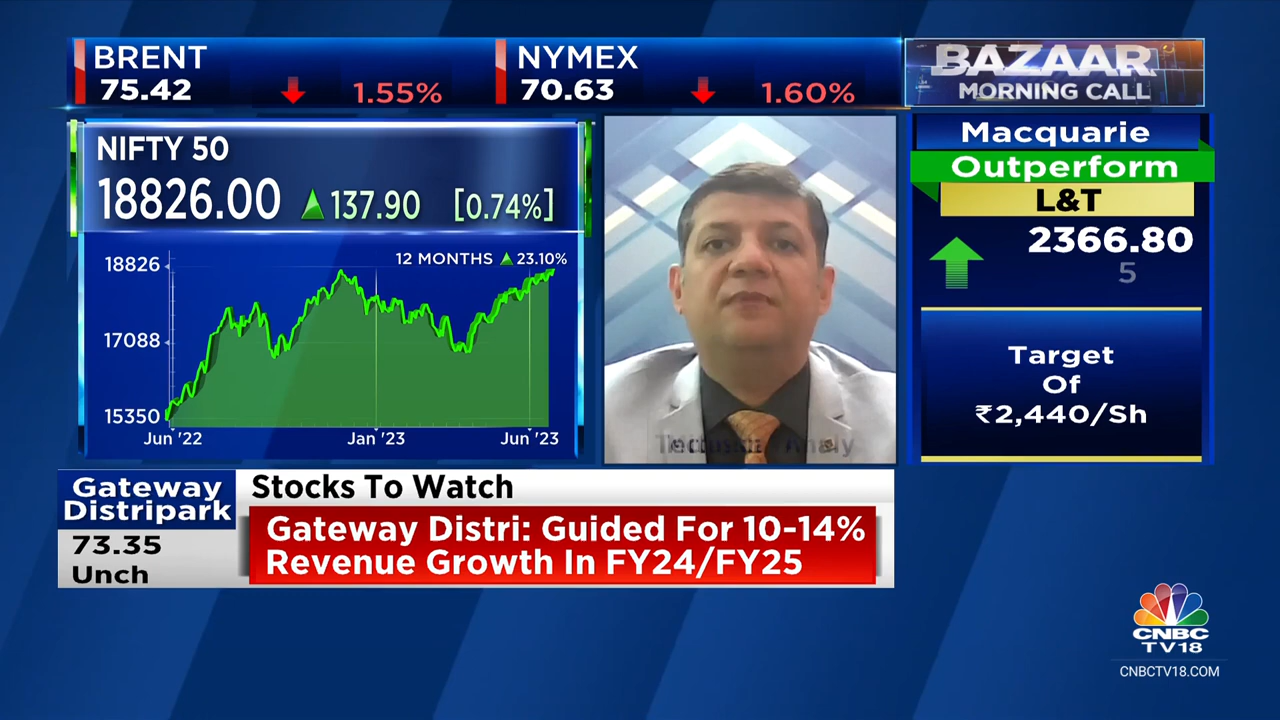 BRENT
75.42 1.55%
NYMEX
70.63 1.60%
BAZAAR
MORNING CALL
NIFTY 50
18826.00 137.90 [0.74%]
12 MONTHS 23.10%
18826
17088
15350
Jun '22 Jan '23 Jun '23
Macquarie
Outperform
L&T
2366.80
5
Target
Of
₹2,440/Sh
Gateway
Distripark
73.35
Unch
Stocks To Watch
Gateway Distri: Guided For 10-14%
Revenue Growth In FY24/FY25
CNBC
TV18
CNBCTV18.COM